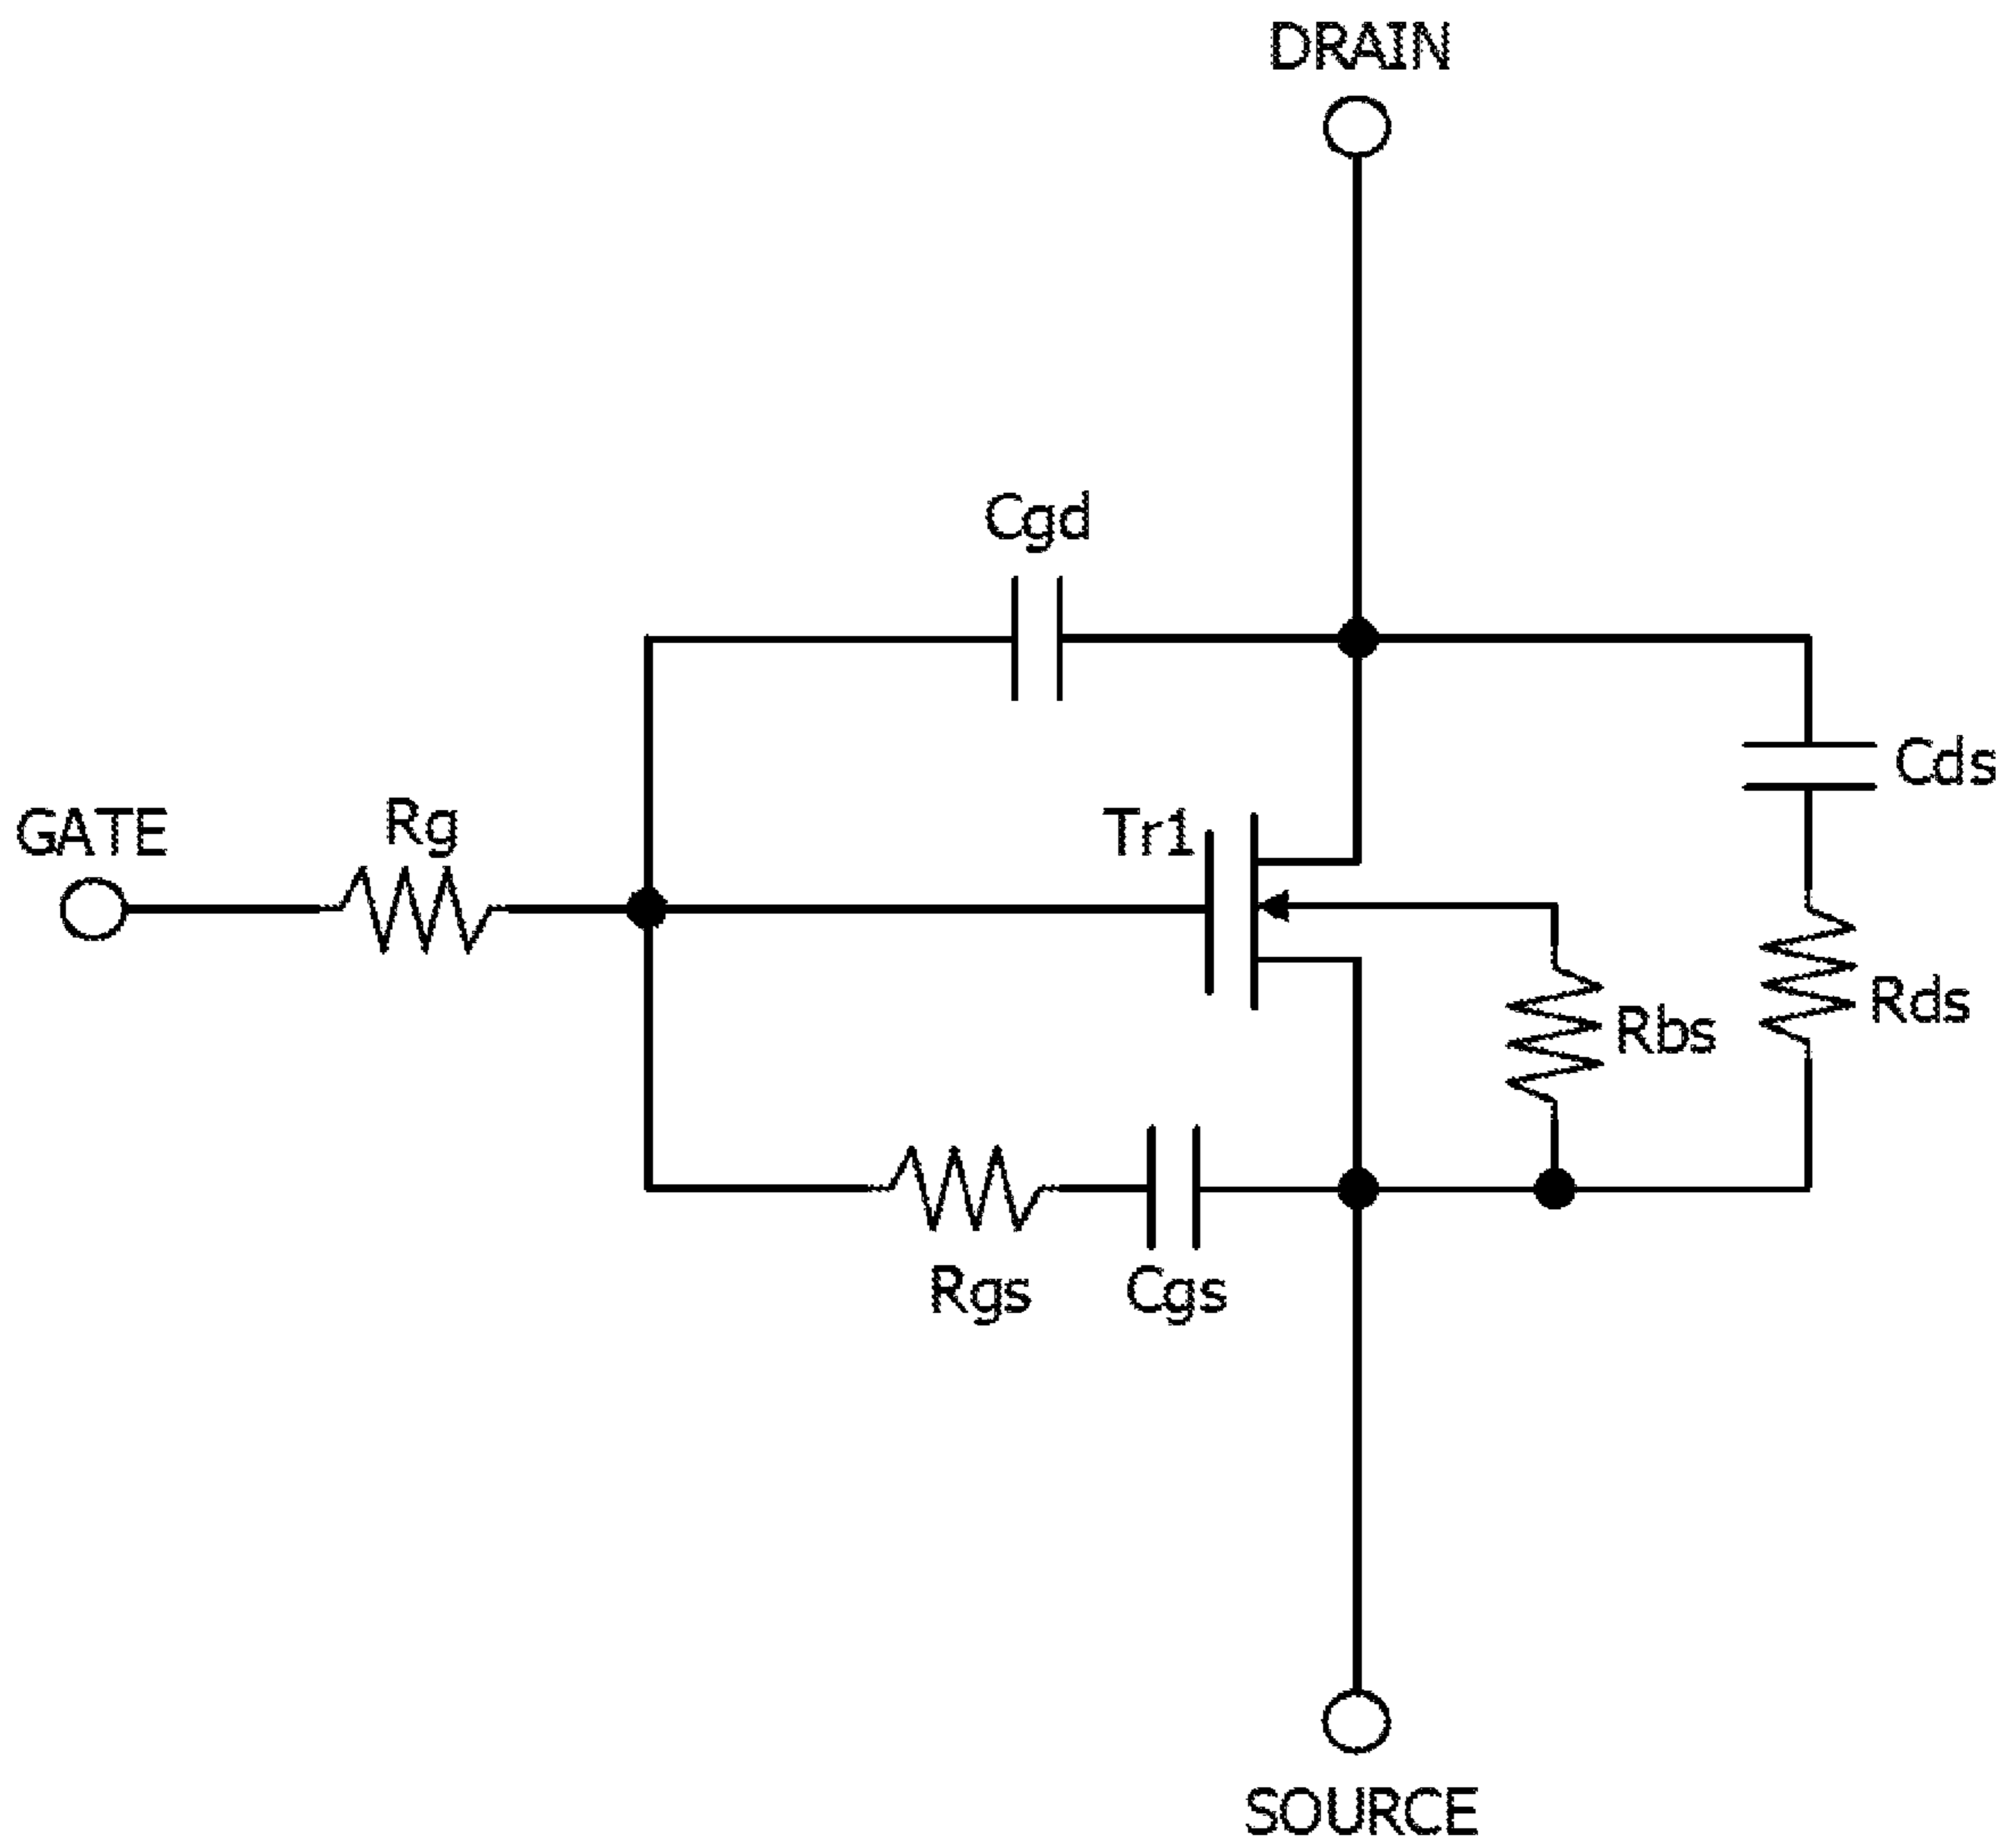 DRAIN
Cgd
Cds
GATE
Rg
Tr1
Rds
Rbs
Rgs
Cgs
SOURCE